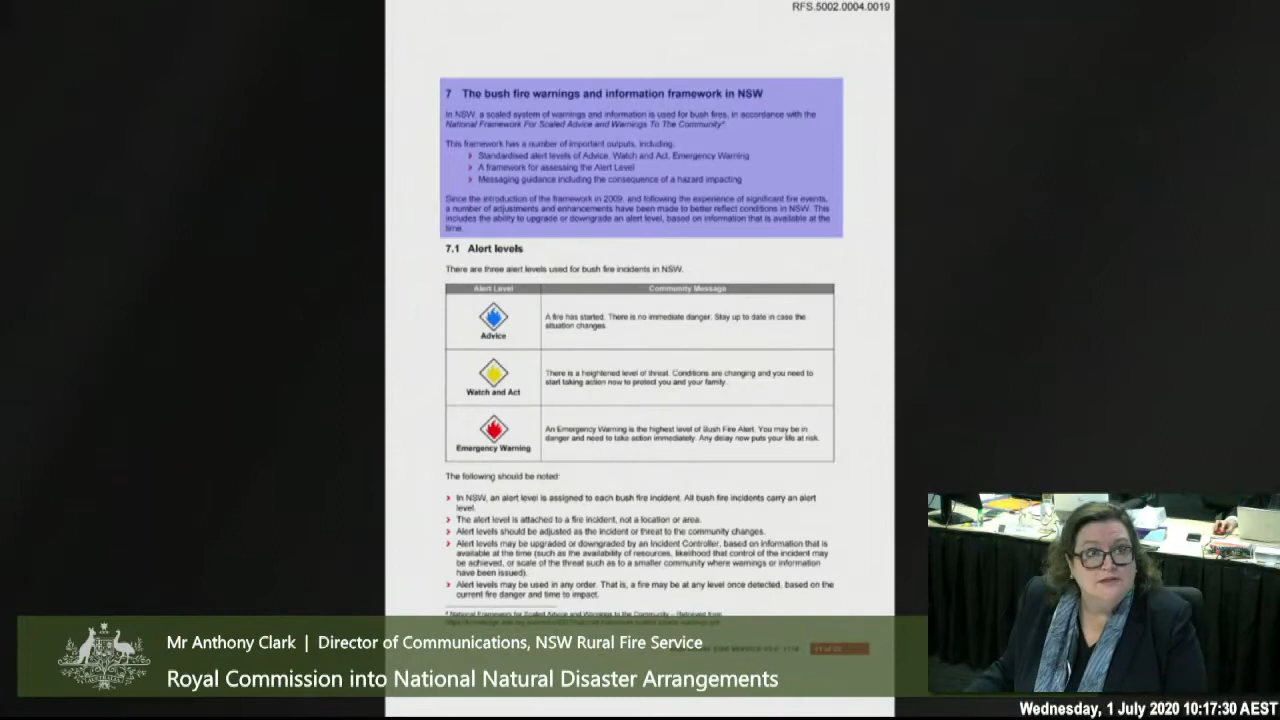 RFS.5002.0004.0019
7 The bush fire warnings and information framework in NSW
In NSW, a scaled system of warnings and information is used for bush fires, in accordance with the
National Framework For Scaled Advice and Warnings To The Community⁴
This framework has a number of important outputs, including:
Standardised alert levels of Advice, Watch and Act, Emergency Warning
A framework for assessing the Alert Level
Messaging guidance including the consequence of a hazard impacting
Since the introduction of the framework in 2009, and following the experience of significant fire events,
a number of adjustments and enhancements have been made to better reflect conditions in NSW. This
includes the ability to upgrade or downgrade an alert level, based on information that is available at the
time.
7.1 Alert levels
There are three alert levels used for bush fire incidents in NSW.
Alert Level Community Message
A fire has started. There is no immediate danger. Stay up to date in case the
situation changes.
Advice
There is a heightened level of threat. Conditions are changing and you need to
start taking action now to protect you and your family.
Watch and Act
An Emergency Warning is the highest level of Bush Fire Alert. You may be in
danger and need to take action immediately. Any delay now puts your life at risk.
Emergency Warning
The following should be noted:
In NSW, an alert level is assigned to each bush fire incident. All bush fire incidents carry an alert
level.
The alert level is attached to a fire incident, not a location or area.
Alert levels should be adjusted as the incident or threat to the community changes.
Alert levels may be upgraded or downgraded by an Incident Controller, based on information that is
available at the time (such as the availability of resources, likelihood that control of the incident may
be achieved, or scale of the threat such as to a smaller community where warnings or information
have been issued).
Alert levels may be used in any order. That is, a fire may be at any level once detected, based on the
current fire danger and time to impact.
National Framework for Scaled Advice and Warnings to the Community – Retrieved from
Mr Anthony Clark | Director of Communications, NSW Rural Fire Service
Royal Commission into National Natural Disaster Arrangements
Wednesday, 1 July 2020 10:17:30 AEST